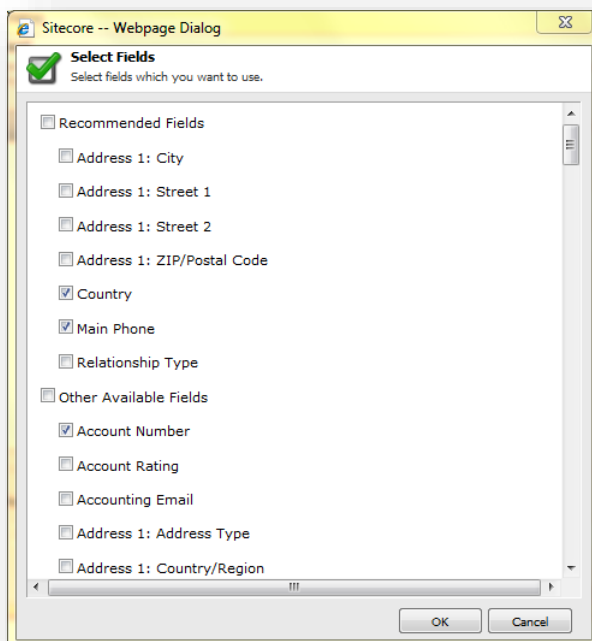 Sitecore -- Webpage Dialog
Select Fields
Select fields which you want to use.
Recommended Fields
Address 1: City
Address 1: Street 1
Address 1: Street 2
Address 1: ZIP/Postal Code
Country
Main Phone
Relationship Type
Other Available Fields
Account Number
Account Rating
Accounting Email
Address 1: Address Type
Address 1: Country/Region
OK Cancel